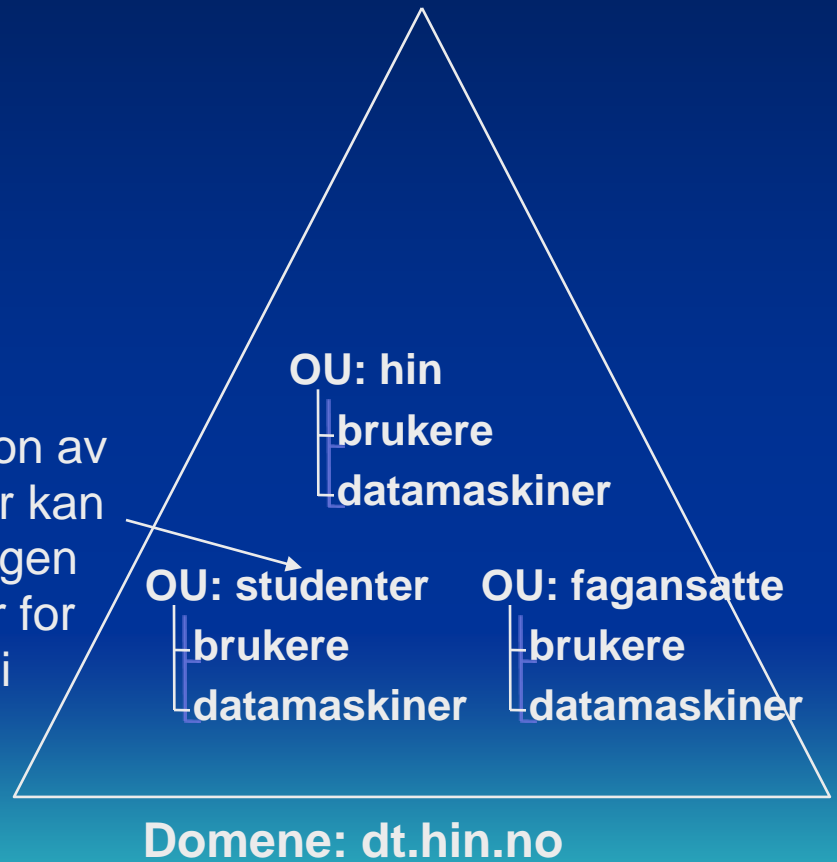 OU: hin
brukere
datamaskiner
on av
r kan
gen
r for
i
OU: studenter
brukere
datamaskiner
OU: fagansatte
brukere
datamaskiner
Domene: dt.hin.no